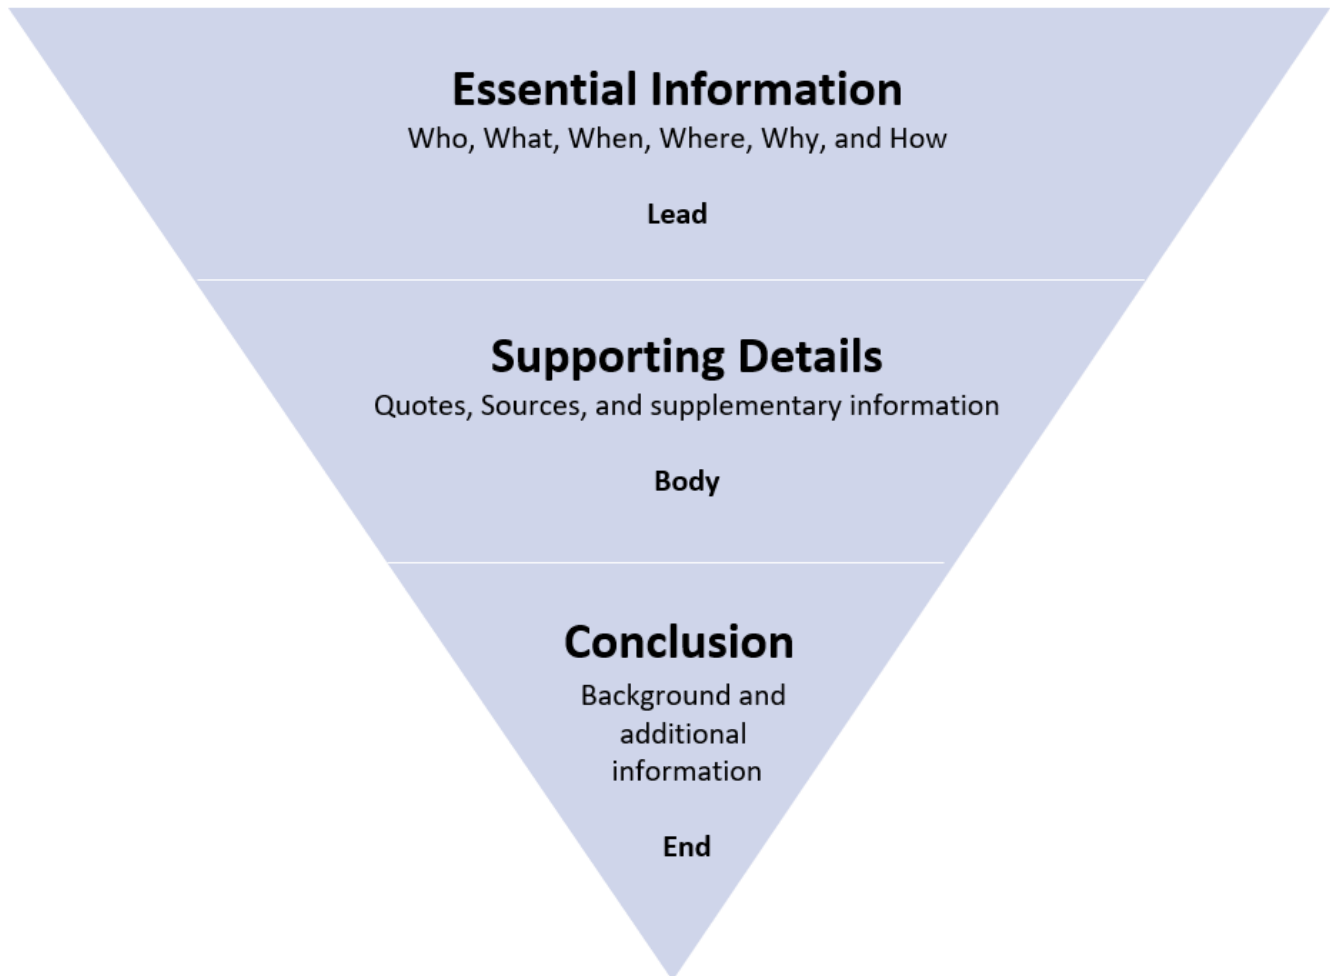 Essential Information
Who, What, When, Where, Why, and How
Lead
Supporting Details
Quotes, Sources, and supplementary information
Body
Conclusion
Background and
additional
information
End